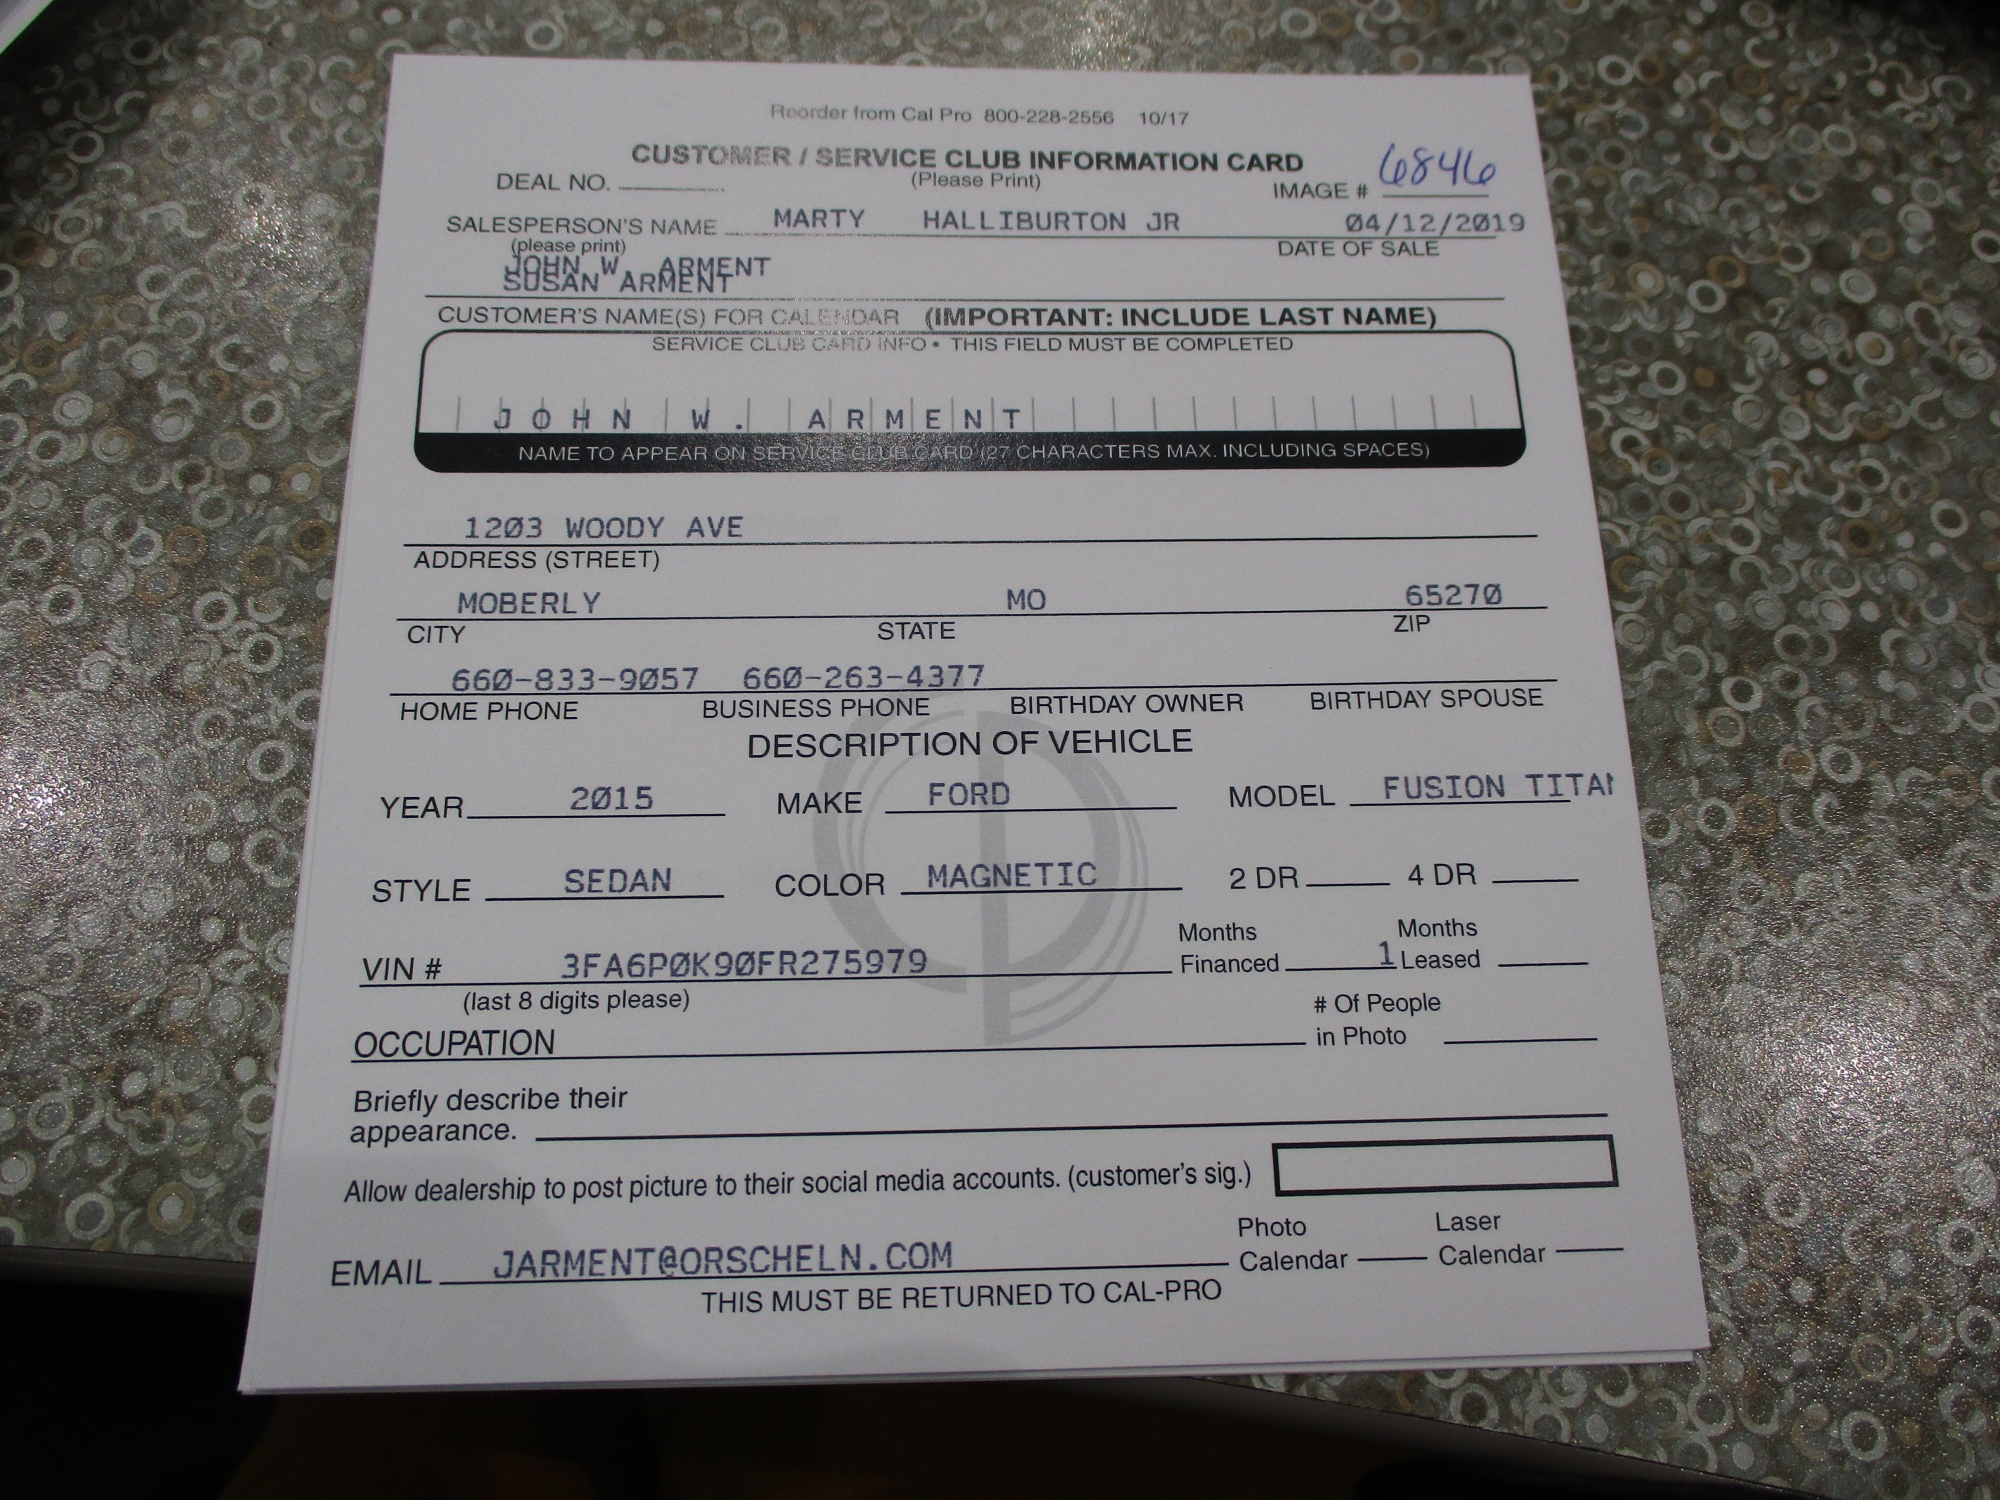 Reorder from Cal Pro 800-228-2556 10/17
CUSTOMER / SERVICE CLUB INFORMATION CARD
DEAL NO. (Please Print) IMAGE # 6846
SALESPERSON'S NAME MARTY HALLIBURTON JR 04/12/2019
(please print) DATE OF SALE
JOHN W. ARMENT
SUSAN ARMENT
CUSTOMER'S NAME(S) FOR CALENDAR (IMPORTANT: INCLUDE LAST NAME)
SERVICE CLUB CARD INFO • THIS FIELD MUST BE COMPLETED
JOHN W. ARMENT
NAME TO APPEAR ON SERVICE CLUB CARD (27 CHARACTERS MAX. INCLUDING SPACES)
1203 WOODY AVE
ADDRESS (STREET)
MOBERLY MO 65270
CITY STATE ZIP
660-833-9057 660-263-4377
HOME PHONE BUSINESS PHONE BIRTHDAY OWNER BIRTHDAY SPOUSE
DESCRIPTION OF VEHICLE
YEAR 2015 MAKE FORD MODEL FUSION TITAN
STYLE SEDAN COLOR MAGNETIC 2 DR 4 DR
Months Months
VIN # 3FA6P0K90FR275979 Financed 1 Leased
(last 8 digits please) # Of People
OCCUPATION in Photo
Briefly describe their
appearance.
Allow dealership to post picture to their social media accounts. (customer's sig.)
Photo Laser
EMAIL JARMENT@ORSCHELN.COM Calendar Calendar
THIS MUST BE RETURNED TO CAL-PRO